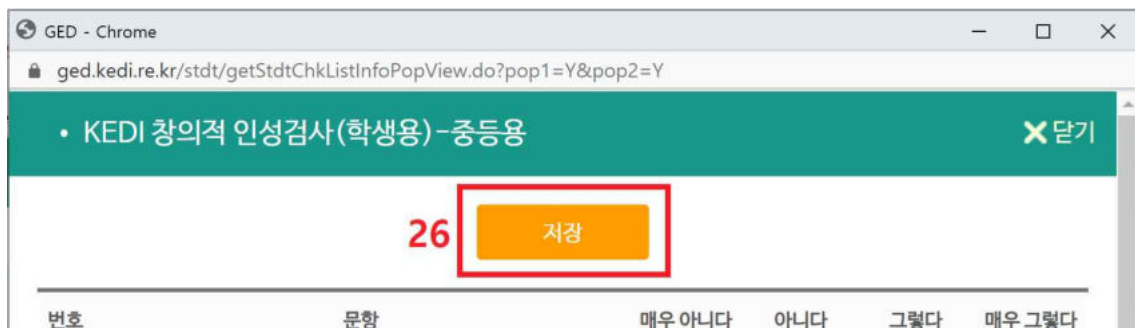 GED - Chrome
ged.kedi.re.kr/stdt/getStdtChkListInfoPopView.do?pop1=Y&pop2=Y
• KEDI 창의적 인성검사(학생용)-중등용 닫기
26 저장
번호 문항 매우 아니다 아니다 그렇다 매우 그렇다